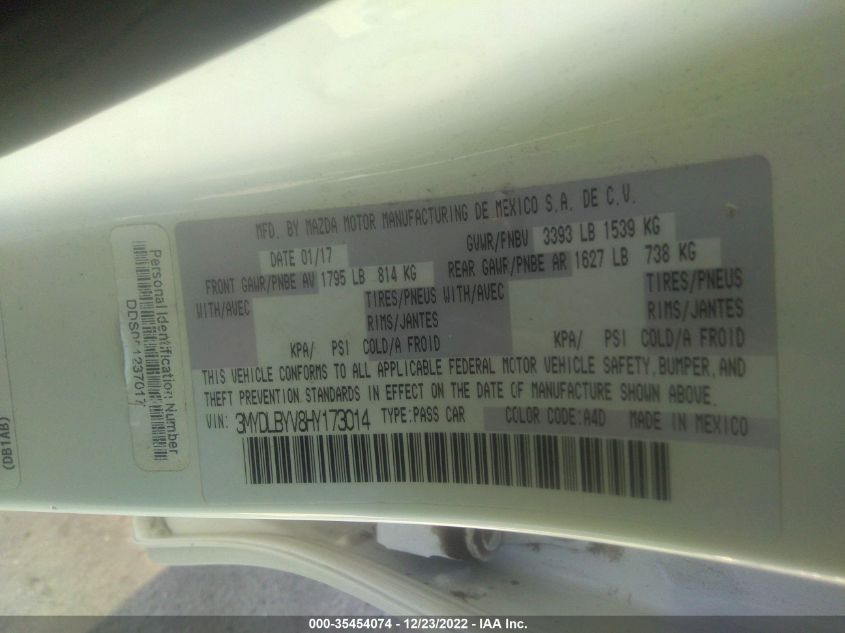 MFD. BY MAZDA MOTOR MANUFACTURING DE MEXICO S.A. DE C.V.
DATE 01/17 GVWR/PNBV 3393 LB 1539 KG
FRONT GAWR/PNBE AV 1795 LB 814 KG REAR GAWR/PNBE AR 1627 LB 738 KG
WITH/AVEC TIRES/PNEUS WITH/AVEC TIRES/PNEUS
RIMS/JANTES RIMS/JANTES
KPA/ PSI COLD/A FROID KPA/ PSI COLD/A FROID
THIS VEHICLE CONFORMS TO ALL APPLICABLE FEDERAL MOTOR VEHICLE SAFETY, BUMPER, AND
THEFT PREVENTION STANDARDS IN EFFECT ON THE DATE OF MANUFACTURE SHOWN ABOVE.
VIN: 3MYDLBYV8HY173014 TYPE:PASS CAR COLOR CODE:A4D MADE IN MEXICO
Personal Identification Number
(DB1AB)
000-35454074 - 12/23/2022 - IAA Inc.